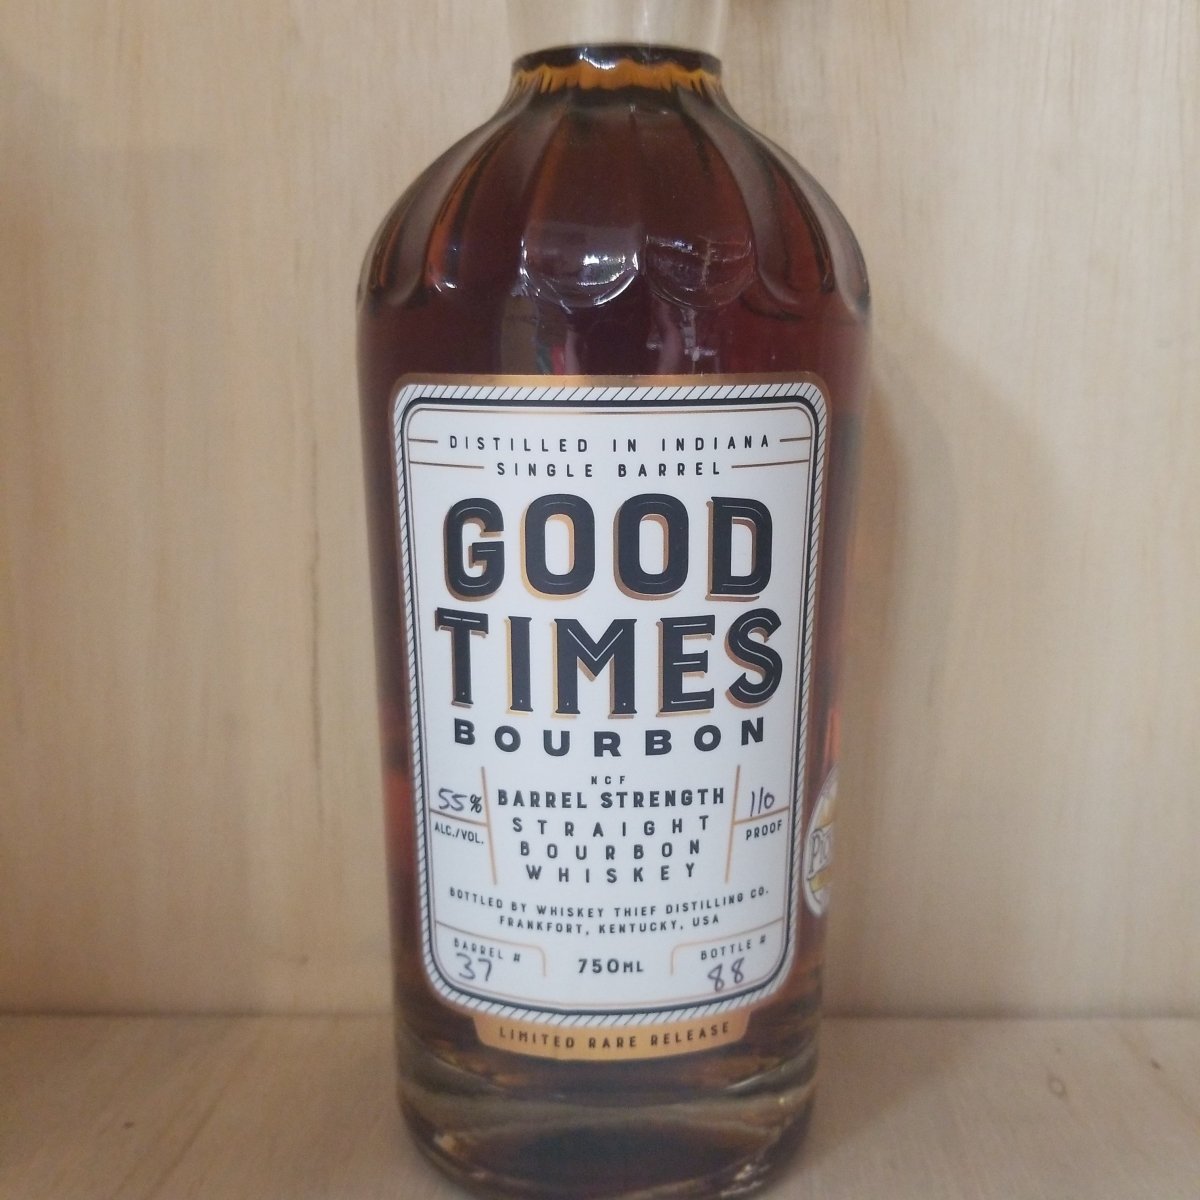 DISTILLED IN INDIANA
SINGLE BARREL
GOOD
TIMES
BOURBON
NCF
55% BARREL STRENGTH 110
ALC./VOL. STRAIGHT PROOF
BOURBON
WHISKEY
BOTTLED BY WHISKEY THIEF DISTILLING CO.
FRANKFORT, KENTUCKY, USA
BARREL # BOTTLE #
37 750ML 88
LIMITED RARE RELEASE